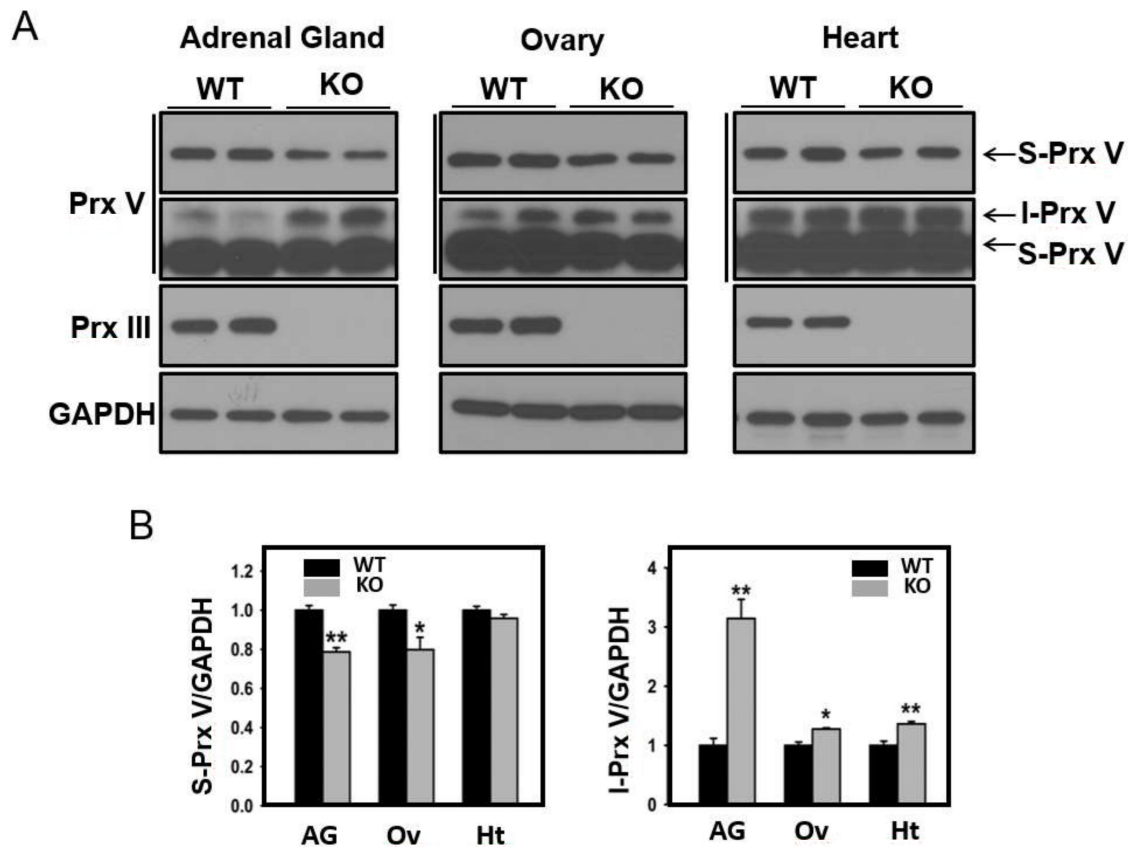 A
Adrenal Gland Ovary Heart
WT KO WT KO WT KO
←S-Prx V
Prx V
←I-Prx V
←S-Prx V
Prx III
GAPDH
B
S-Prx V/GAPDH
1.2
1.0
0.8
0.6
0.4
0.2
0.0
WT
KO
**
*
AG Ov Ht
I-Prx V/GAPDH
4
3
2
1
0
WT
KO
**
*
**
AG Ov Ht